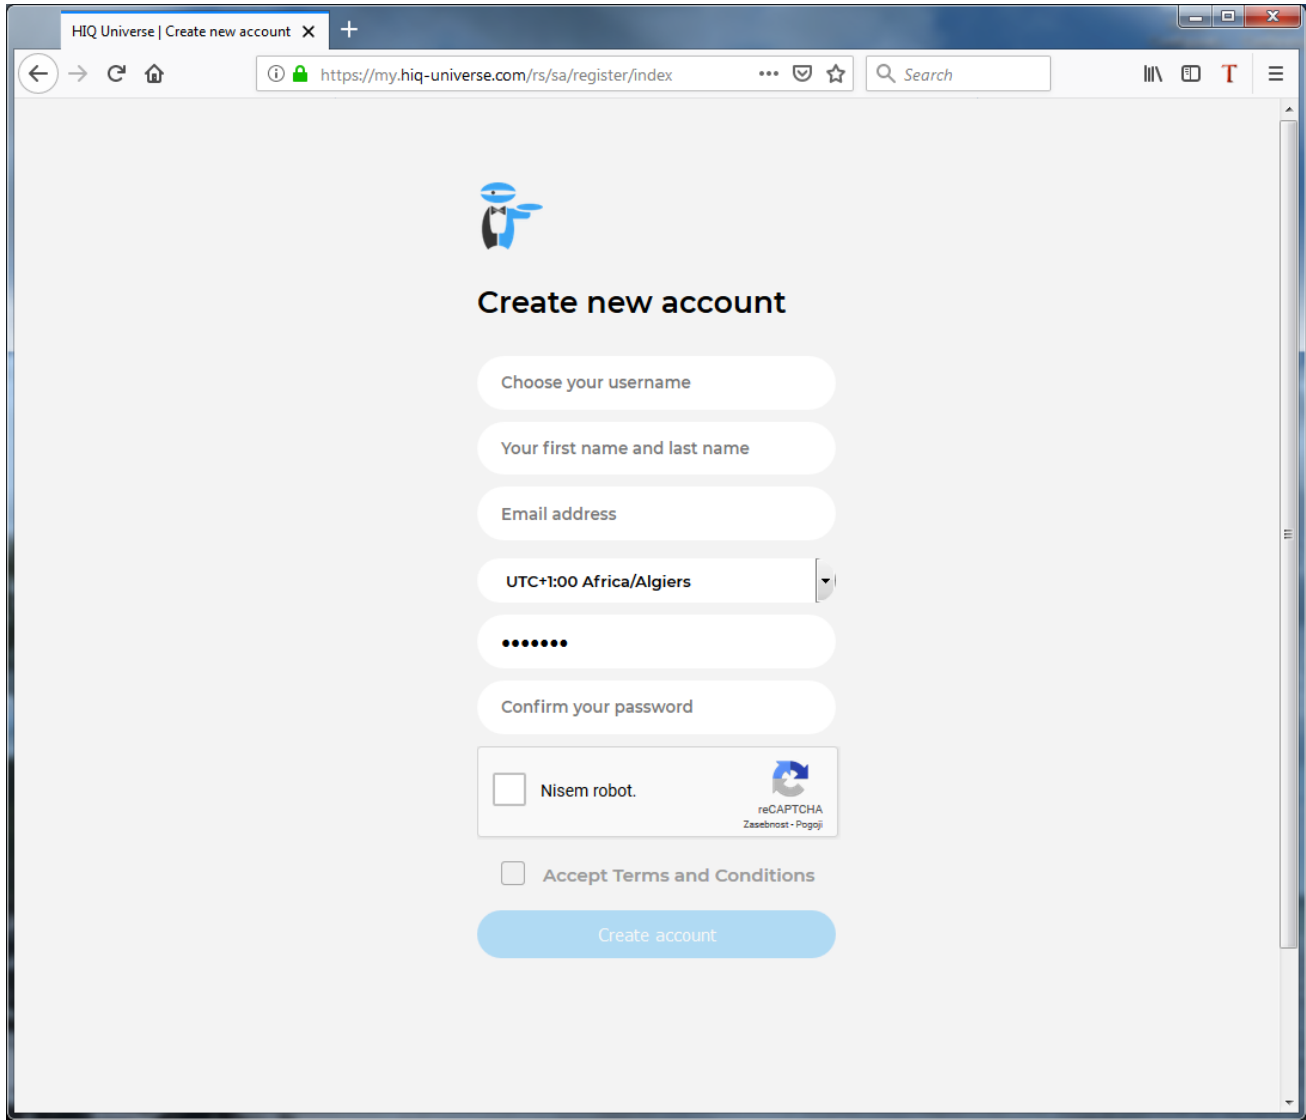 HIQ Universe | Create new account
https://my.hiq-universe.com/rs/sa/register/index
Search
T
Create new account
Choose your username
Your first name and last name
Email address
UTC+1:00 Africa/Algiers
•••••••
Confirm your password
Nisem robot.
reCAPTCHA
Zasebnost - Pogoji
Accept Terms and Conditions
Create account